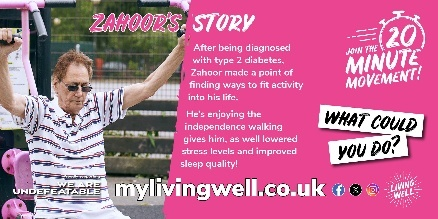 ZAHOOR'S STORY
After being diagnosed
with type 2 diabetes,
Zahoor made a point of
finding ways to fit activity
into his life.
He's enjoying the
independence walking
gives him, as well lowered
stress levels and improved
sleep quality!
JOIN THE 20
MINUTE
MOVEMENT!
WHAT COULD
YOU DO?
WE ARE
UNDEFEATABLE
mylivingwell.co.uk
LIVING
WELL